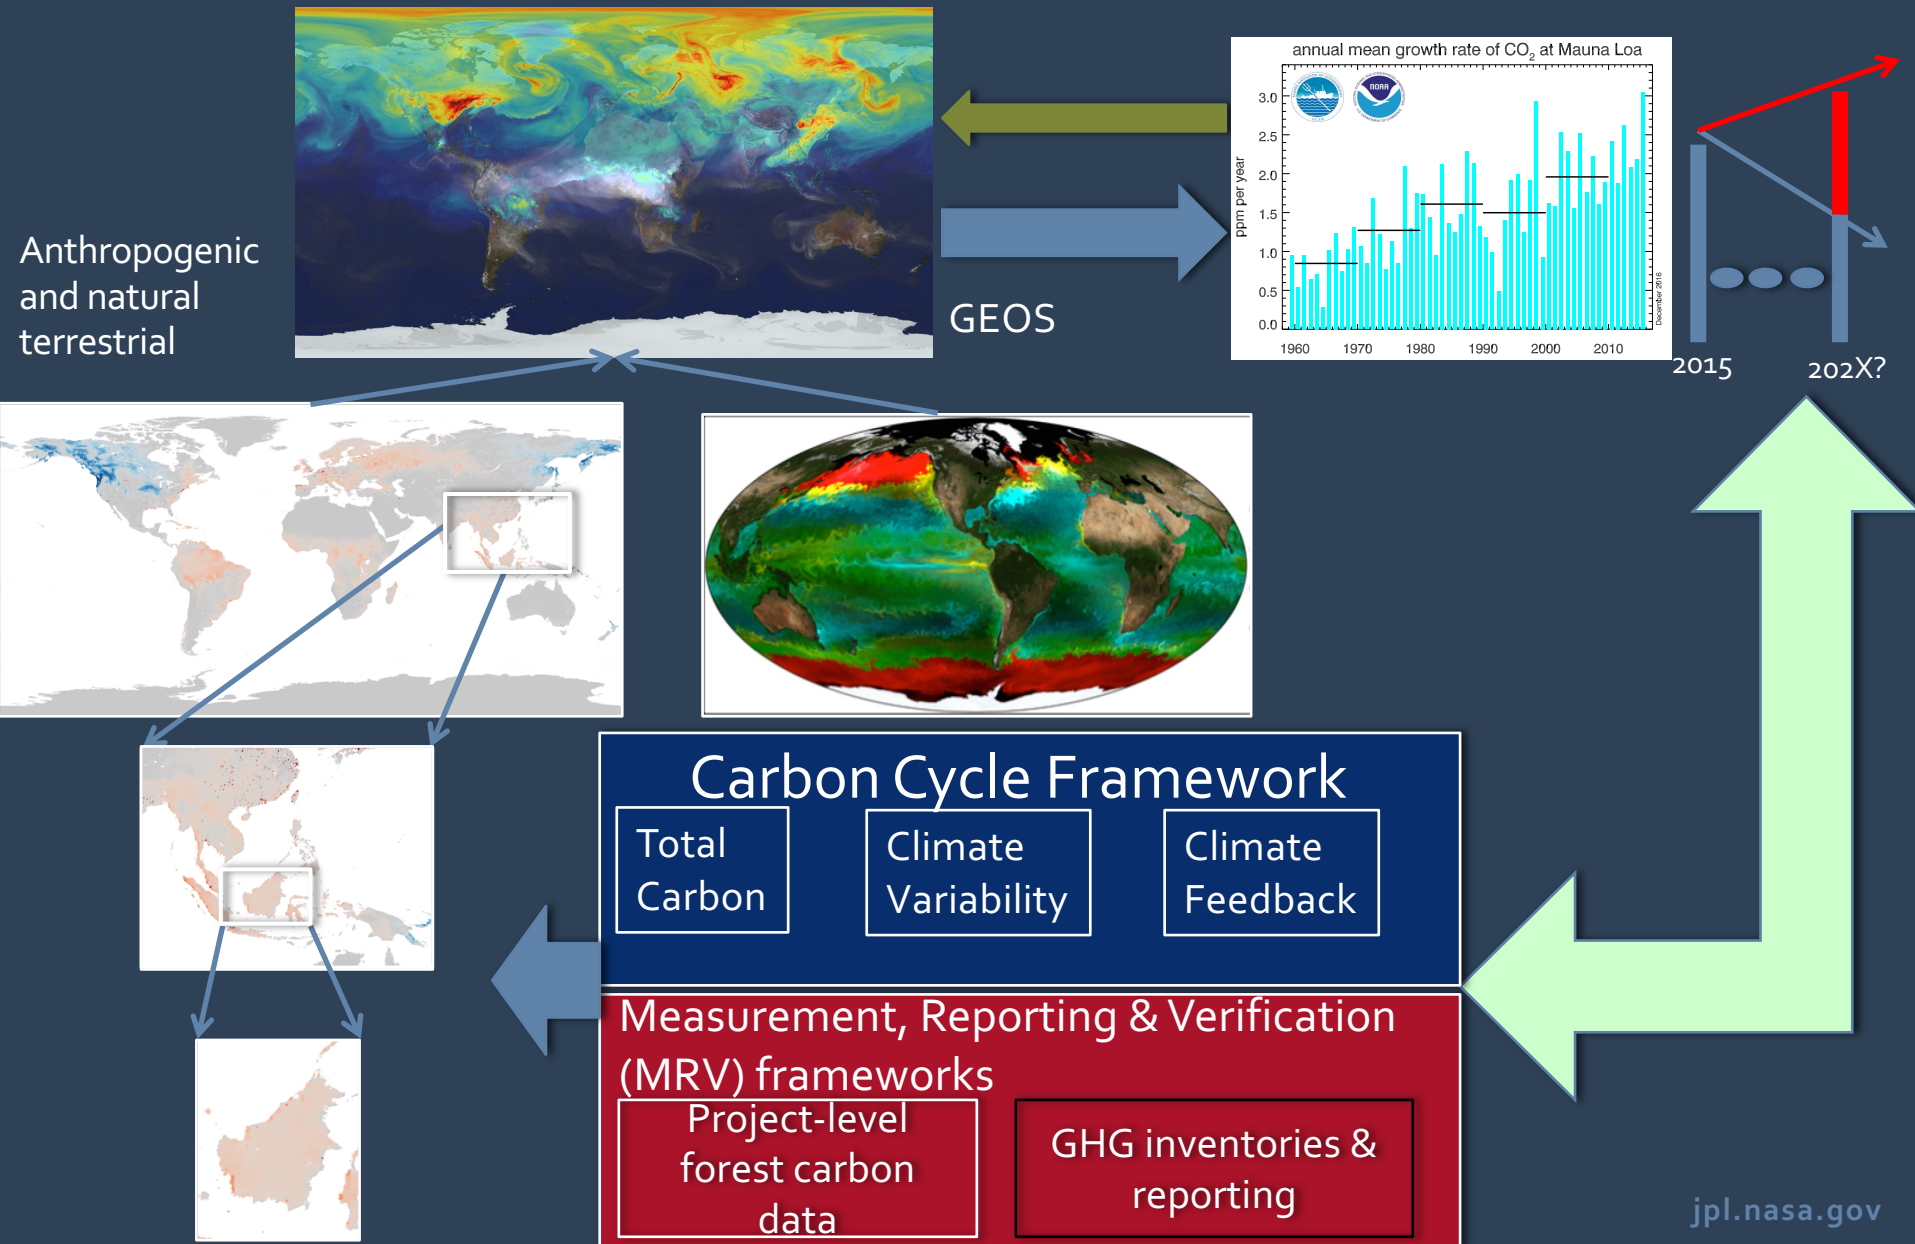 Anthropogenic
and natural
terrestrial
GEOS
annual mean growth rate of CO₂ at Mauna Loa
NOAA
ppm per year
3.0
2.5
2.0
1.5
1.0
0.5
0.0
1960 1970 1980 1990 2000 2010
December 2016
2015
202X?
Carbon Cycle Framework
Total
Carbon
Climate
Variability
Climate
Feedback
Measurement, Reporting & Verification
(MRV) frameworks
Project-level
forest carbon
data
GHG inventories &
reporting
jpl.nasa.gov